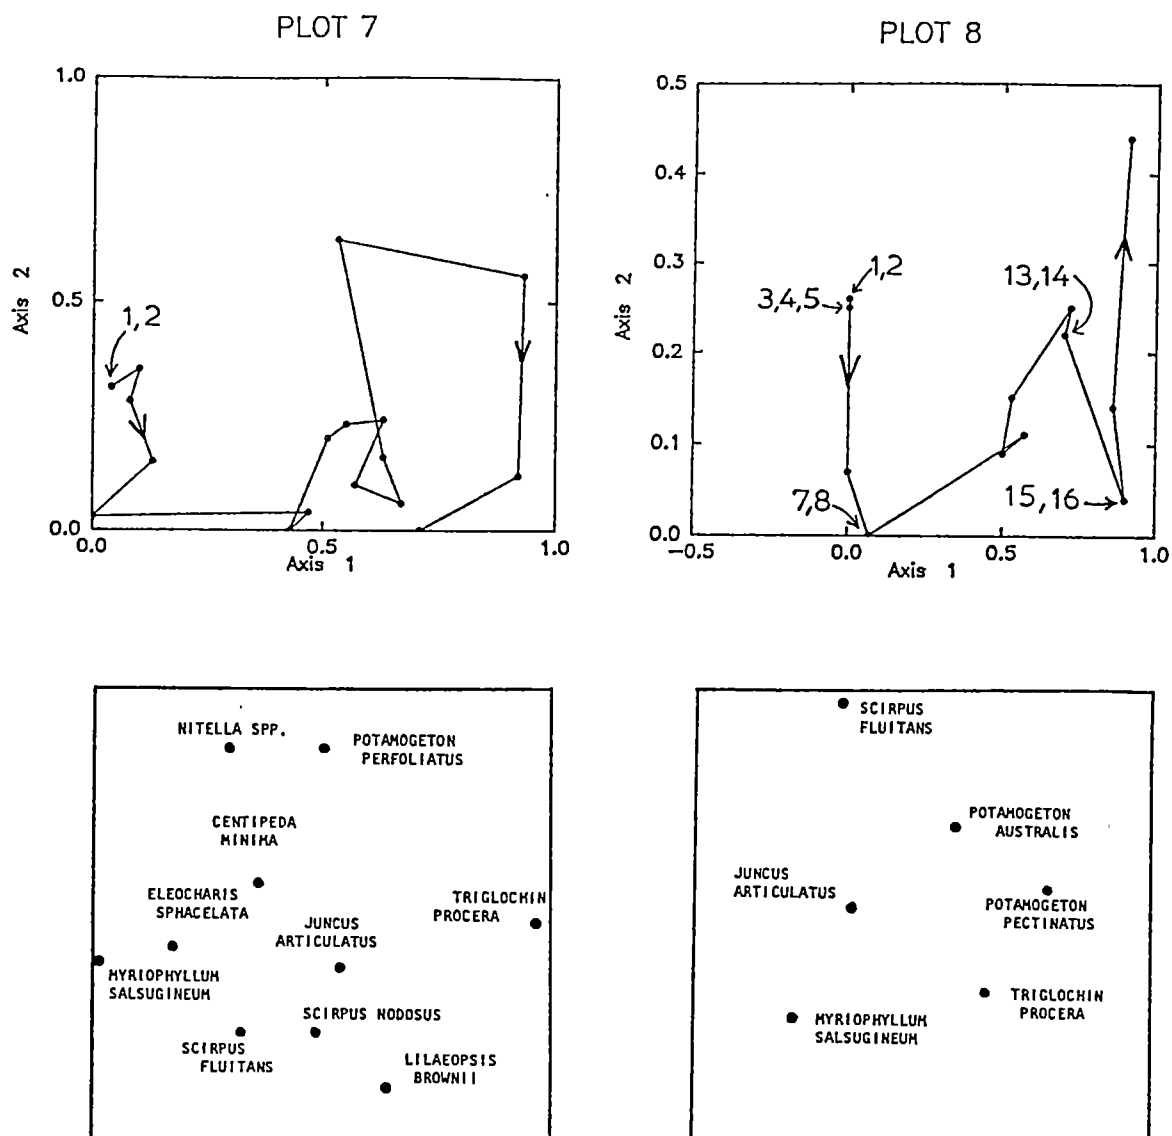 PLOT 7
1.0
0.5
0.0
Axis 2
1,2
0.0
0.5
1.0
Axis 1
PLOT 8
0.5
0.4
0.3
0.2
0.1
0.0
Axis 2
1,2
3,4,5
13,14
7,8
15,16
-0.5
0.0
0.5
1.0
Axis 1
NITELLA SPP.
POTAMOGETON
PERFOLIATUS
CENTIPEDA
MINIMA
ELEOCHARIS
SPHACELATA
TRIGLOCHIN
PROCERA
JUNCUS
ARTICULATUS
MYRIOPHYLLUM
SALSUGINEUM
SCIRPUS NODOSUS
SCIRPUS
FLUITANS
LILAEOPSIS
BROWNII
SCIRPUS
FLUITANS
POTAMOGETON
AUSTRALIS
JUNCUS
ARTICULATUS
POTAMOGETON
PECTINATUS
TRIGLOCHIN
PROCERA
MYRIOPHYLLUM
SALSUGINEUM